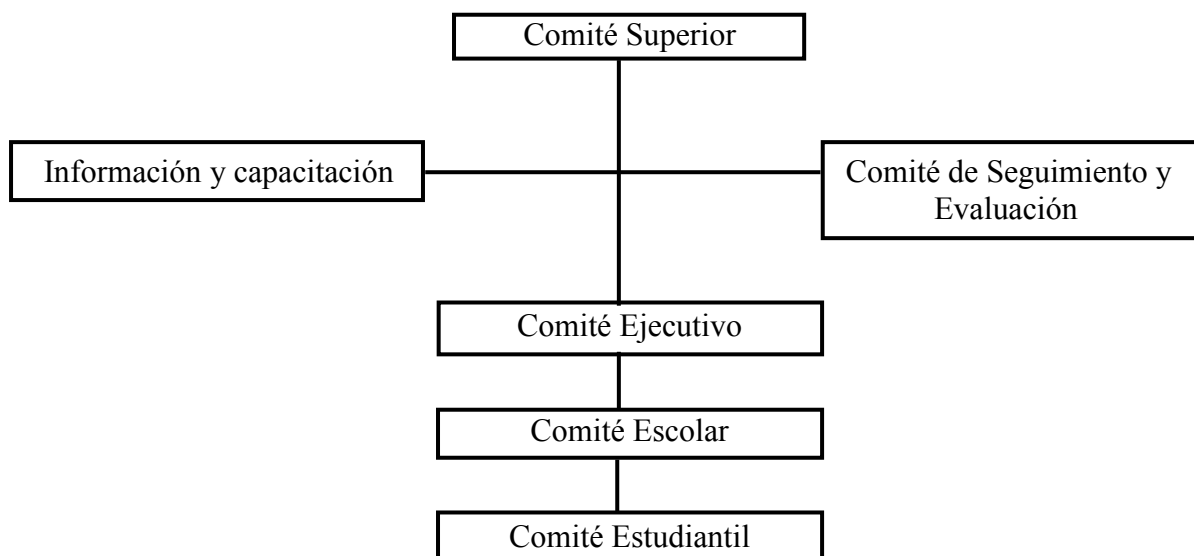 Comité Superior
Información y capacitación
Comité de Seguimiento y
Evaluación
Comité Ejecutivo
Comité Escolar
Comité Estudiantil